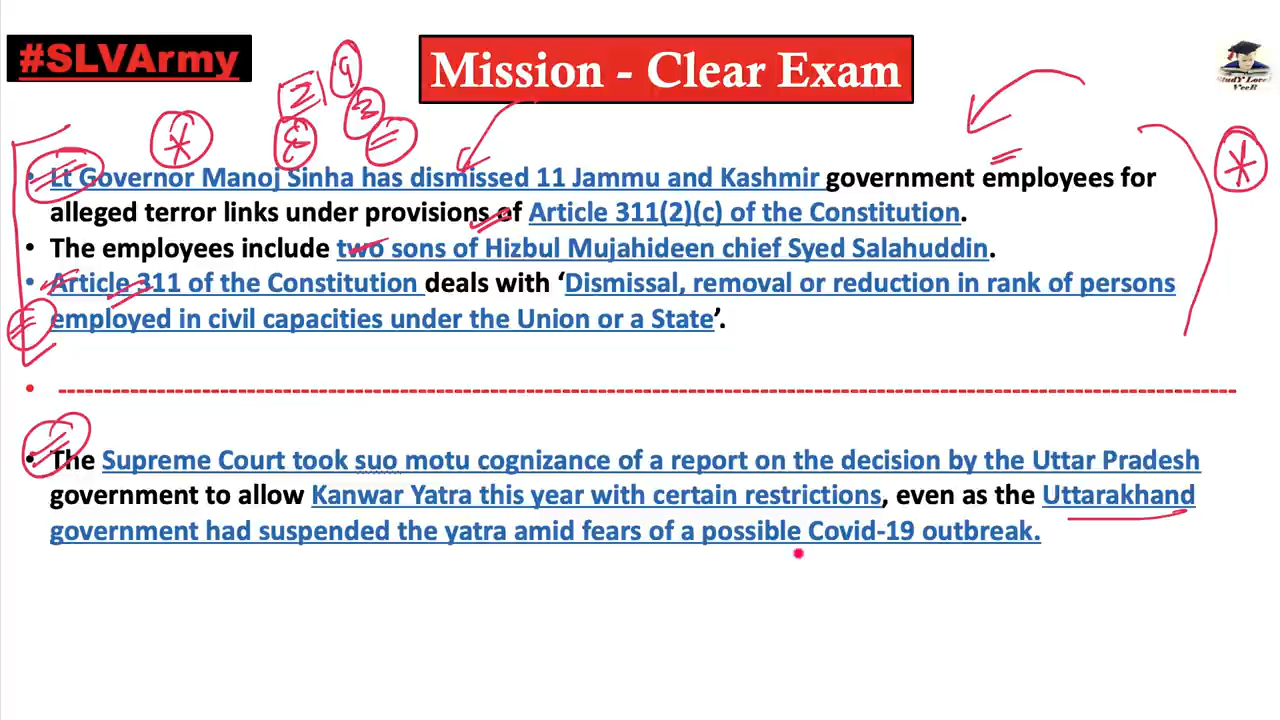 #SLVArmy
Mission - Clear Exam
StudY Lover
VeeR
• Lt Governor Manoj Sinha has dismissed 11 Jammu and Kashmir government employees for
alleged terror links under provisions of Article 311(2)(c) of the Constitution.
• The employees include two sons of Hizbul Mujahideen chief Syed Salahuddin.
• Article 311 of the Constitution deals with ‘Dismissal, removal or reduction in rank of persons
employed in civil capacities under the Union or a State’.
• The Supreme Court took suo motu cognizance of a report on the decision by the Uttar Pradesh
government to allow Kanwar Yatra this year with certain restrictions, even as the Uttarakhand
government had suspended the yatra amid fears of a possible Covid-19 outbreak.